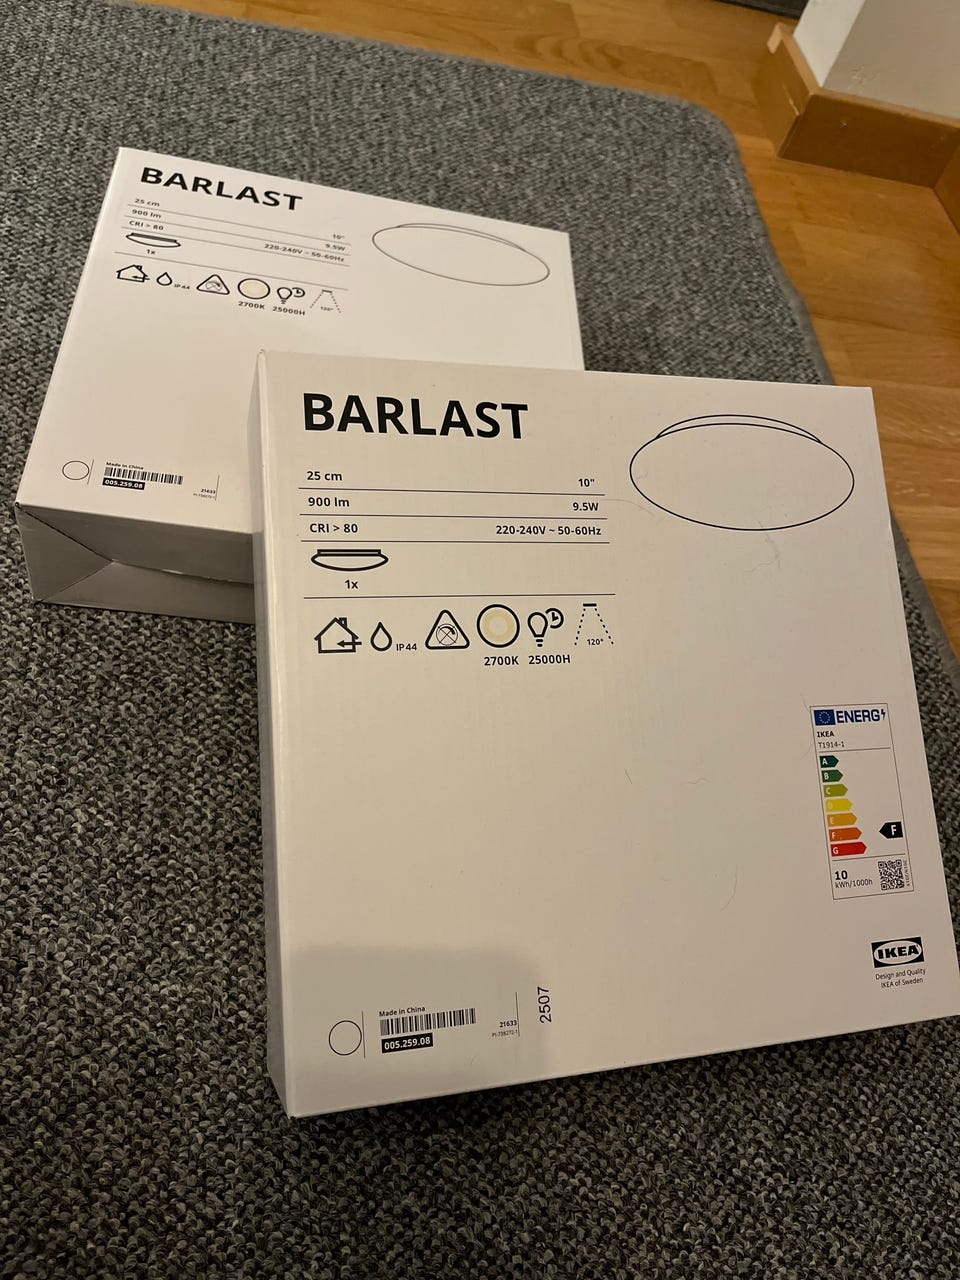 BARLAST
25 cm 10"
900 lm 9.5W
CRI > 80 220-240V ~ 50-60Hz
1x
IP44 2700K 25000H 120°
Made in China
005.259.08
21633
BARLAST
25 cm 10"
900 lm 9.5W
CRI > 80 220-240V ~ 50-60Hz
1x
IP44 120°
2700K 25000H
ENERG
IKEA
T1914-1
A
B
C
D
E
F F
G
10
kWh/1000h
IKEA
Design and Quality
IKEA of Sweden
Made in China
21633
005.259.08
2507